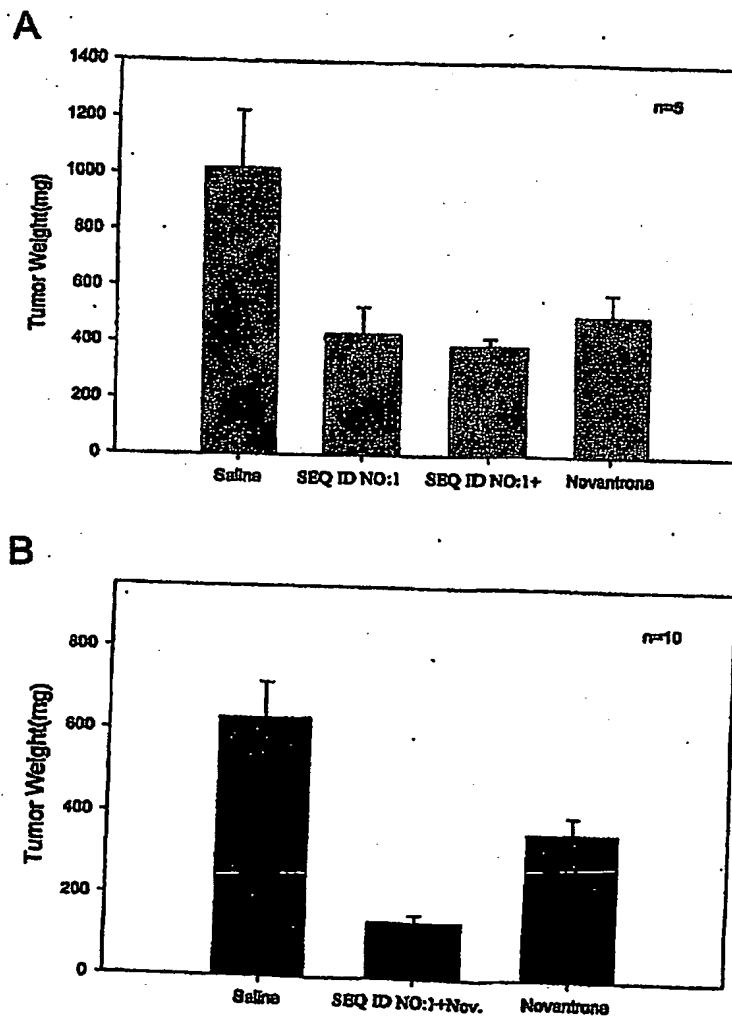 A
1400
1200
1000
800
600
400
200
0
Tumor Weight(mg)
n=5
Saline
SEQ ID NO:1
SEQ ID NO:1+
Novantrone
B
800
600
400
200
0
Tumor Weight(mg)
n=10
Saline
SEQ ID NO:1+Nov.
Novantrone